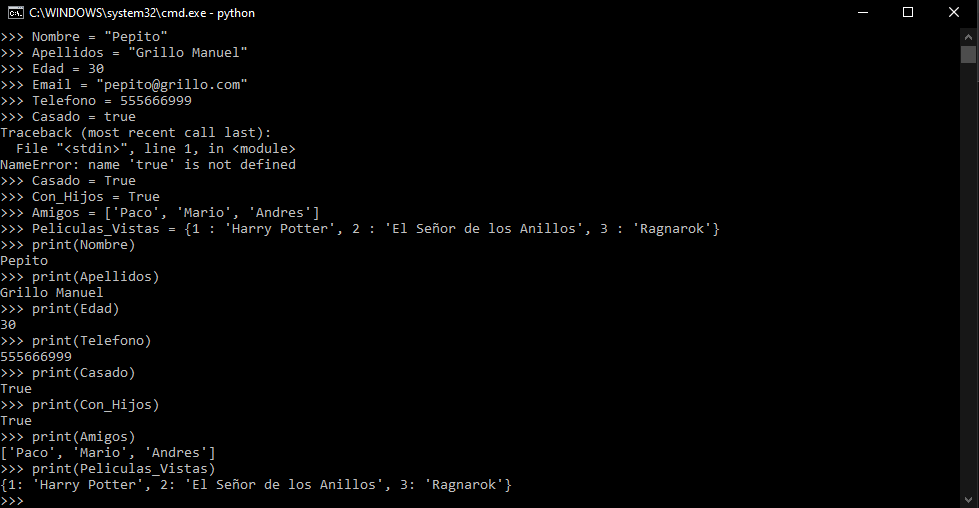 C:\WINDOWS\system32\cmd.exe - python
>>> Nombre = "Pepito"
>>> Apellidos = "Grillo Manuel"
>>> Edad = 30
>>> Email = "pepito@grillo.com"
>>> Telefono = 555666999
>>> Casado = true
Traceback (most recent call last):
  File "<stdin>", line 1, in <module>
NameError: name 'true' is not defined
>>> Casado = True
>>> Con_Hijos = True
>>> Amigos = ['Paco', 'Mario', 'Andres']
>>> Peliculas_Vistas = {1 : 'Harry Potter', 2 : 'El Señor de los Anillos', 3 : 'Ragnarok'}
>>> print(Nombre)
Pepito
>>> print(Apellidos)
Grillo Manuel
>>> print(Edad)
30
>>> print(Telefono)
555666999
>>> print(Casado)
True
>>> print(Con_Hijos)
True
>>> print(Amigos)
['Paco', 'Mario', 'Andres']
>>> print(Peliculas_Vistas)
{1: 'Harry Potter', 2: 'El Señor de los Anillos', 3: 'Ragnarok'}
>>>